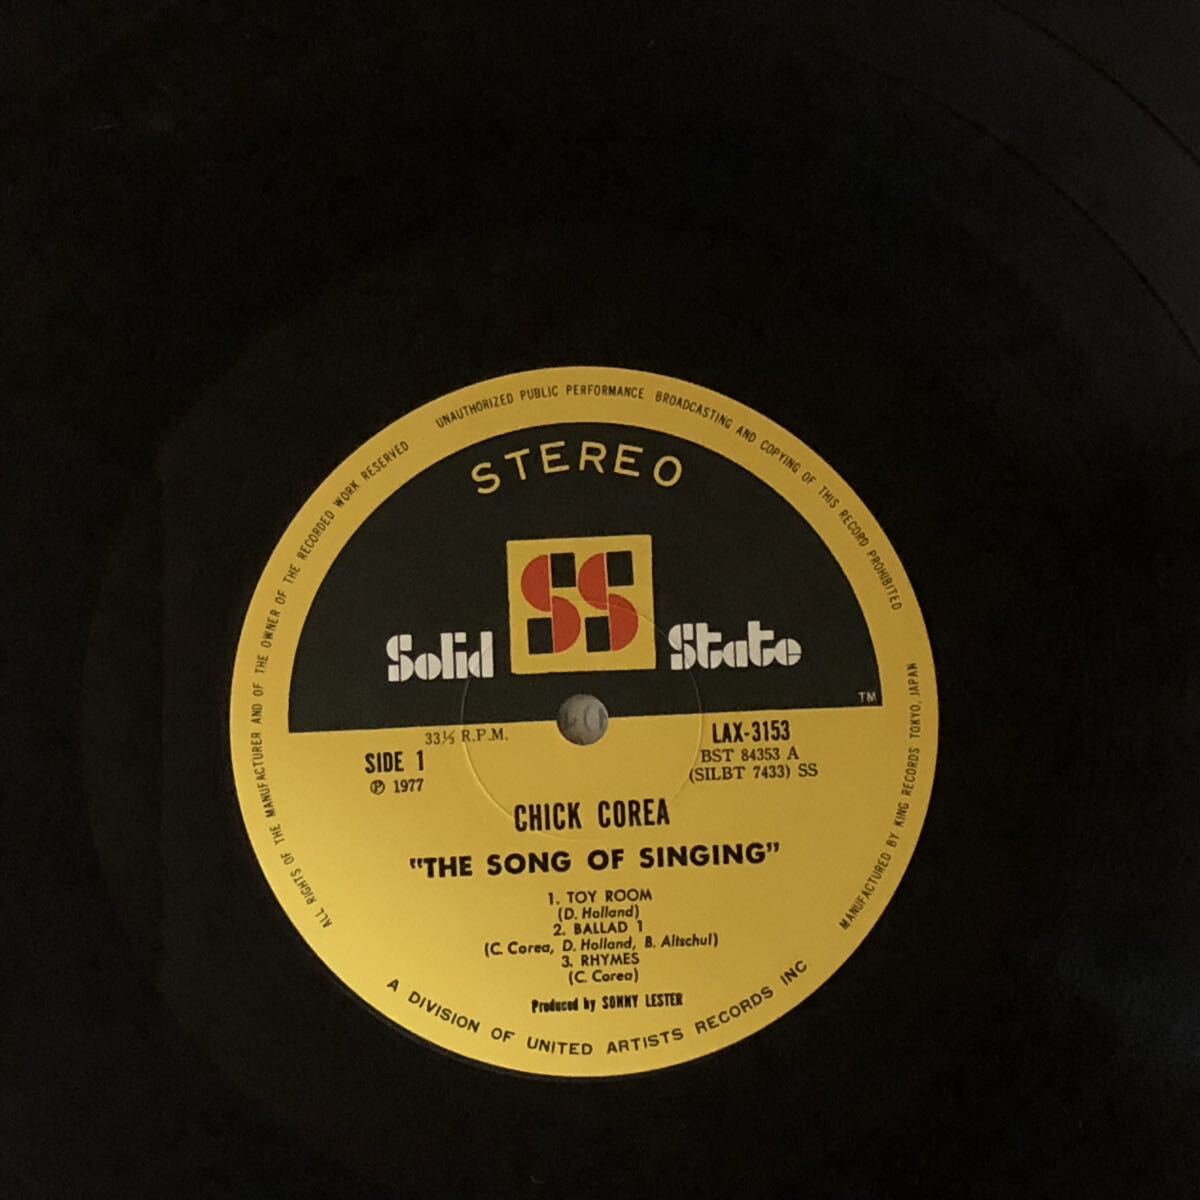 ALL RIGHTS OF THE MANUFACTURER AND OF THE OWNER OF THE RECORDED WORK RESERVED UNAUTHORIZED PUBLIC PERFORMANCE BROADCASTING AND COPYING OF THIS RECORD PROHIBITED
STEREO
SS
Solid State
TM
33⅓ R.P.M.
LAX-3153
SIDE 1
BST 84353 A
℗ 1977
(SILBT 7433) SS
CHICK COREA
"THE SONG OF SINGING"
1. TOY ROOM
(D. Holland)
2. BALLAD 1
(C. Corea, D. Holland, B. Altschul)
3. RHYMES
(C. Corea)
Produced by SONNY LESTER
A DIVISION OF UNITED ARTISTS RECORDS INC
MANUFACTURED BY KING RECORDS TOKYO, JAPAN